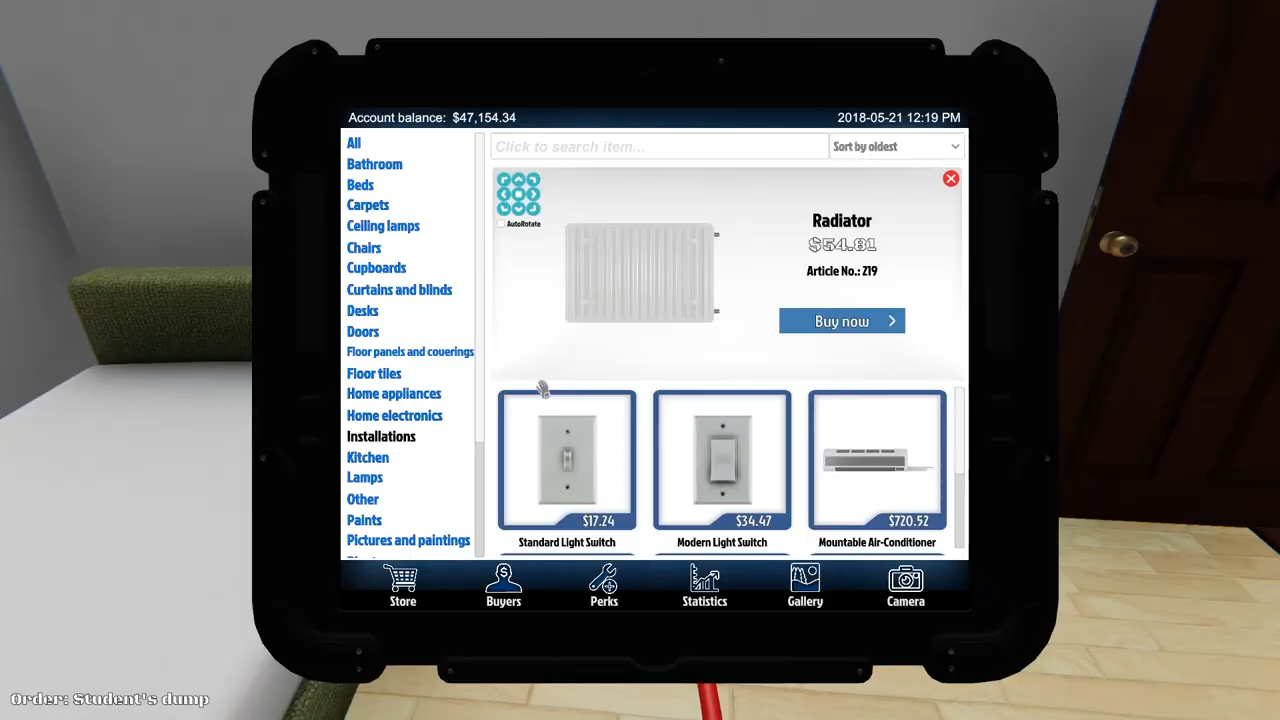 Account balance: $47,154.34
2018-05-21 12:19 PM
All
Bathroom
Beds
Carpets
Ceiling lamps
Chairs
Cupboards
Curtains and blinds
Desks
Doors
Floor panels and coverings
Floor tiles
Home appliances
Home electronics
Installations
Kitchen
Lamps
Other
Paints
Pictures and paintings
Click to search item...
Sort by oldest
AutoRotate
Radiator
$54.81
Article No.: Z19
Buy now
$17.24
Standard Light Switch
$34.47
Modern Light Switch
$720.52
Mountable Air-Conditioner
Store
Buyers
Perks
Statistics
Gallery
Camera
Order: Student's dump